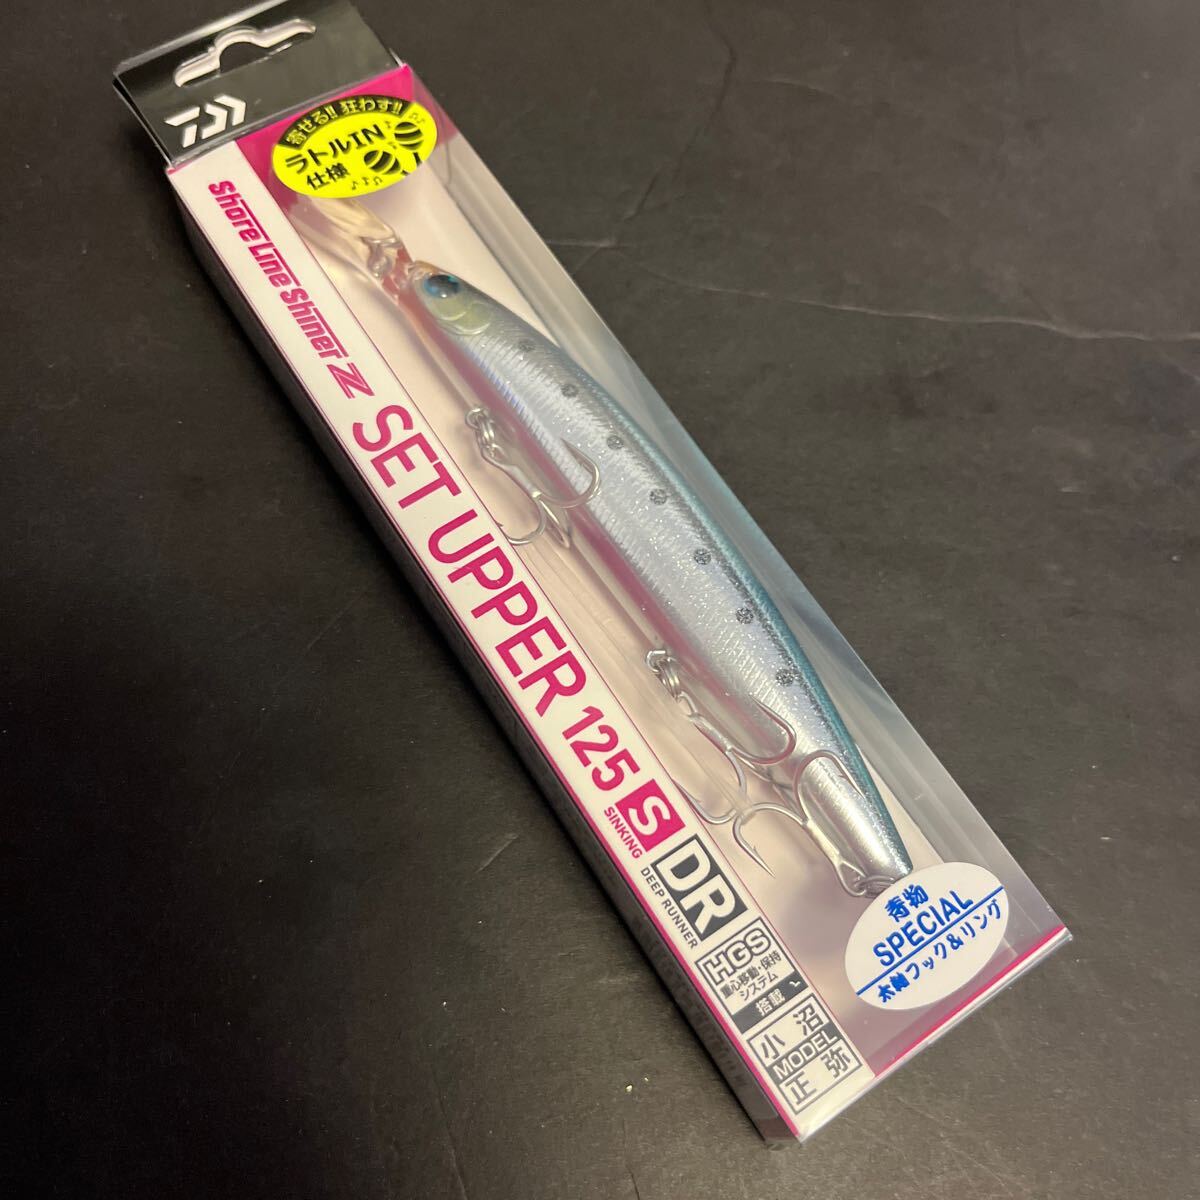 寄せる!! 狂わす!!
ラトルIN
仕様
Shore Line Shiner Z
SET UPPER 125
S
SINKING
DR
DEEP RUNNER
HGS
重心移動・保持
システム
搭載
小沼
MODEL
正弥
青物
SPECIAL
太軸フック&リング